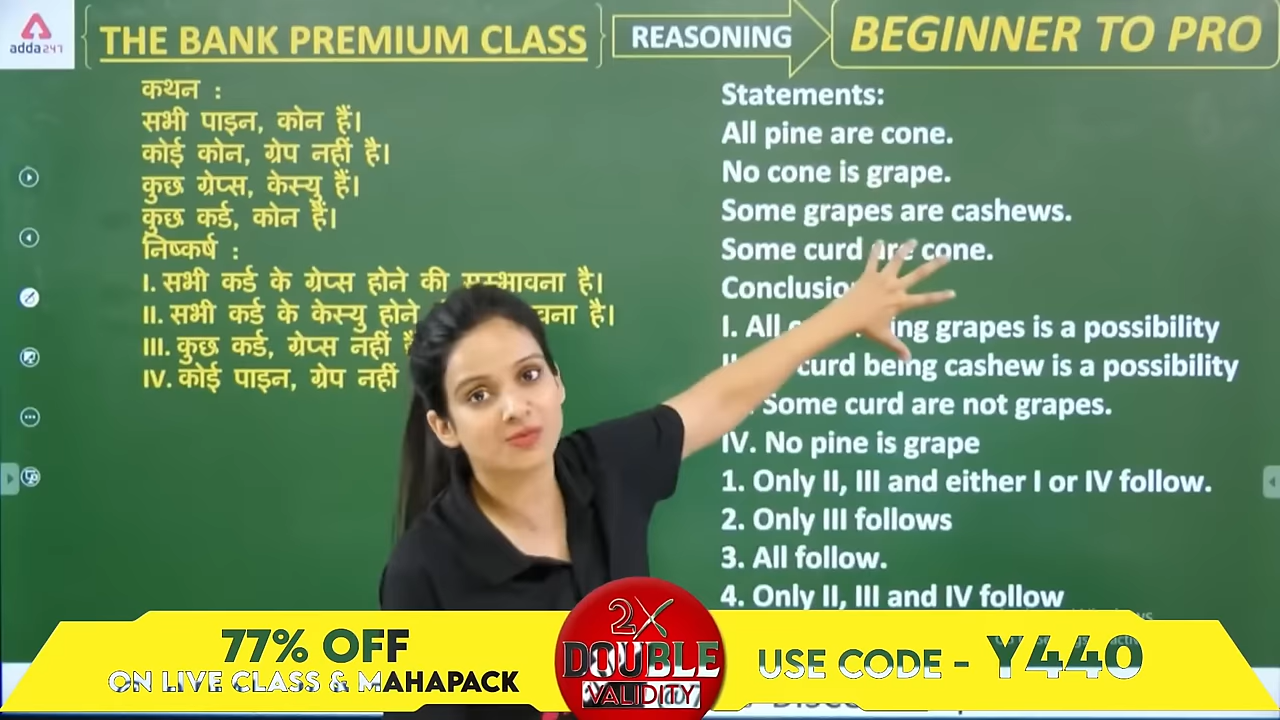 adda247
THE BANK PREMIUM CLASS
REASONING
BEGINNER TO PRO
कथन :
सभी पाइन, कोन हैं।
कोई कोन, ग्रेप नहीं है।
कुछ ग्रेप्स, केस्यु हैं।
कुछ कर्ड, कोन हैं।
निष्कर्ष :
I. सभी कर्ड के ग्रेप्स होने की सम्भावना है।
II. सभी कर्ड के केस्यु होने है।
III. कुछ कर्ड, ग्रेप्स नहीं
IV. कोई पाइन, ग्रेप नहीं
Statements:
All pine are cone.
No cone is grape.
Some grapes are cashews.
Some curd are cone.
I. All grapes is a possibility
curd being cashew is a possibility
Some curd are not grapes.
IV. No pine is grape
1. Only II, III and either I or IV follow.
2. Only III follows
3. All follow.
4. Only II, III and IV follow
77% OFF
ON LIVE CLASS & MAHAPACK
2X
DOUBLE
VALIDITY
USE CODE - Y440